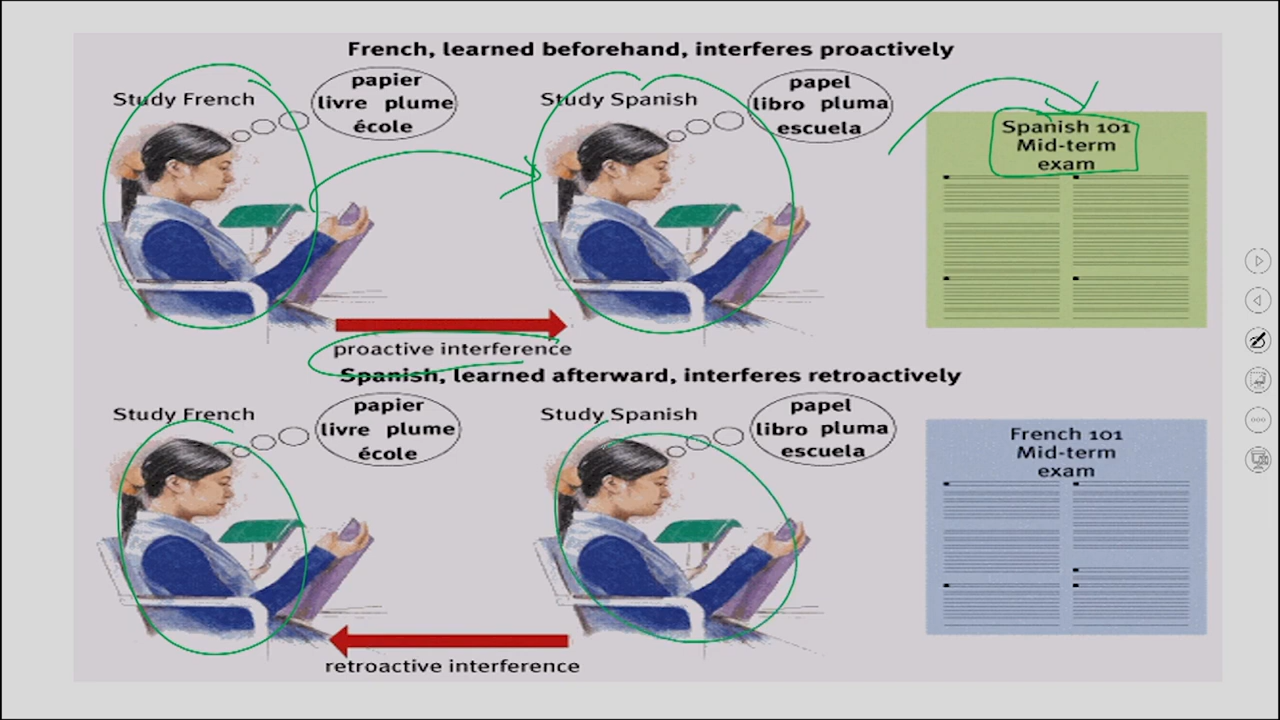 French, learned beforehand, interferes proactively
Study French
papier
livre plume
école
Study Spanish
papel
libro pluma
escuela
Spanish 101
Mid-term
exam
proactive interference
Spanish, learned afterward, interferes retroactively
Study French
papier
livre plume
école
Study Spanish
papel
libro pluma
escuela
French 101
Mid-term
exam
retroactive interference